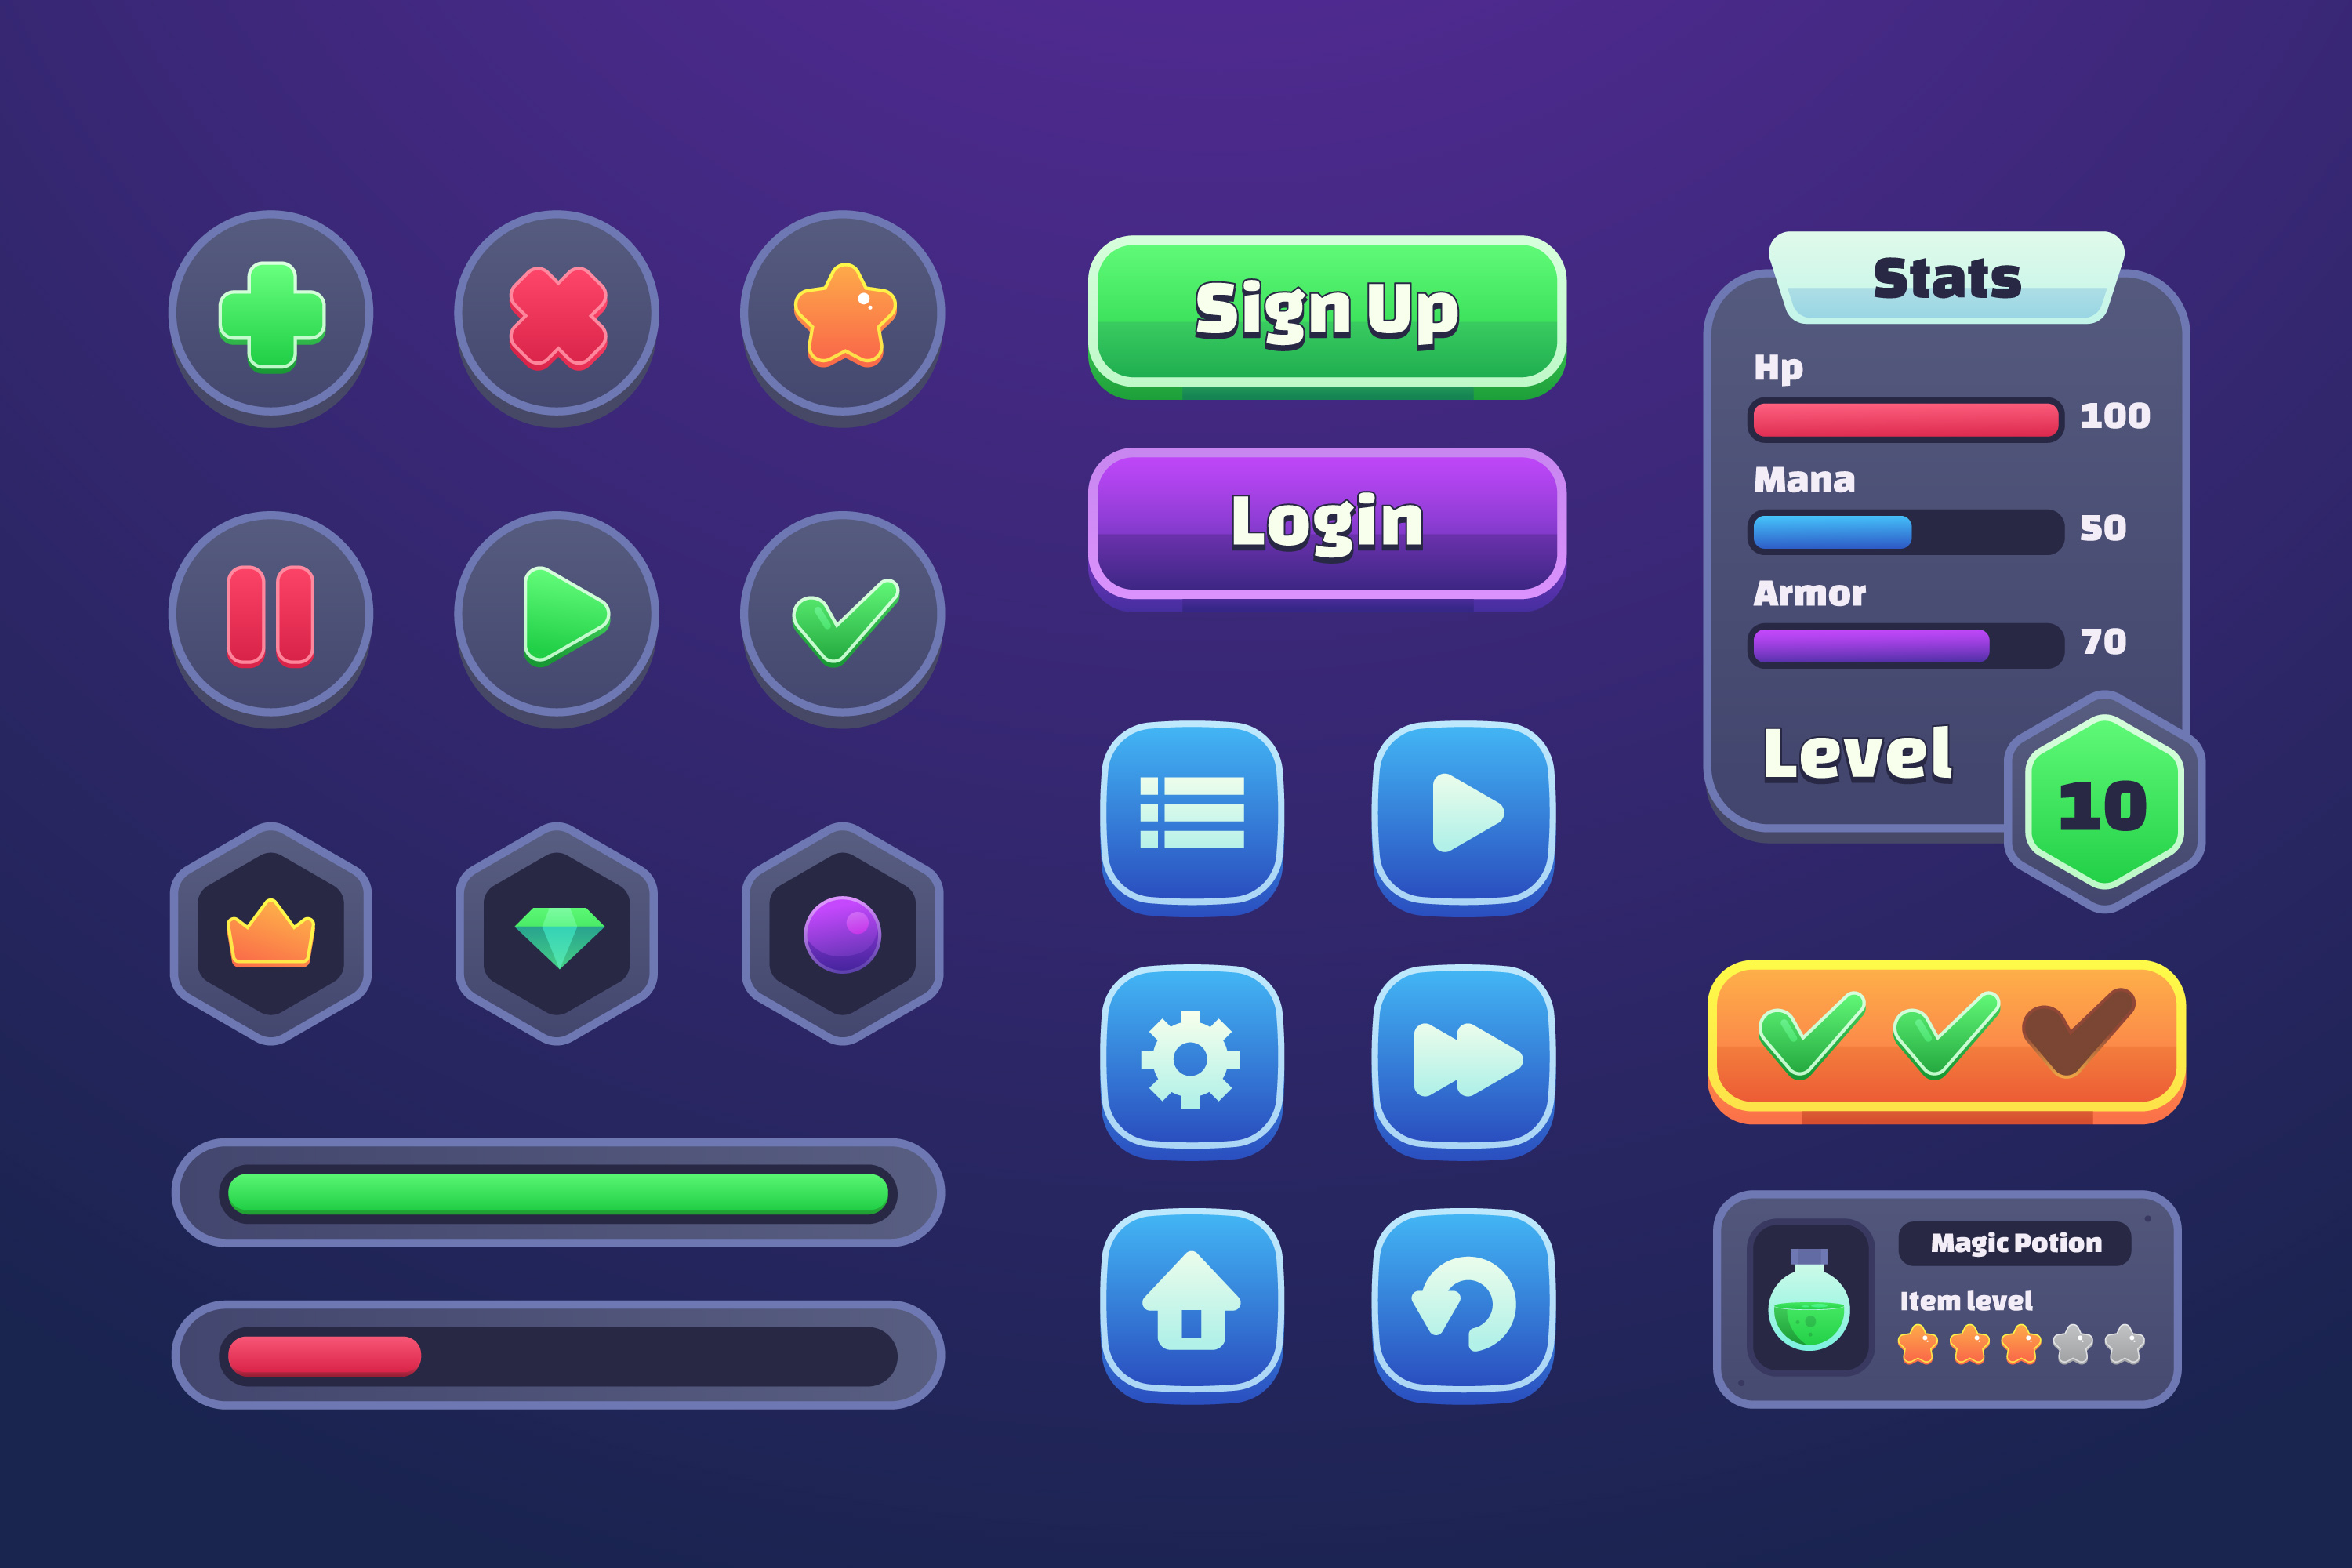 Sign Up
Login
Stats
Hp
100
Mana
50
Armor
70
Level
10
Magic Potion
Item level